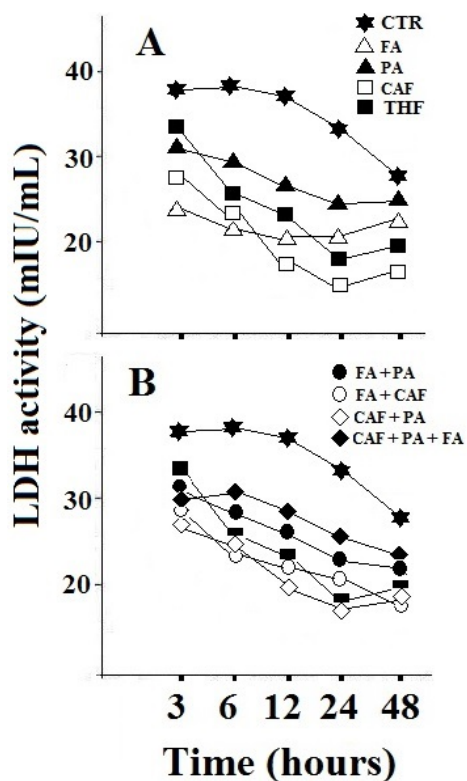 A
CTR
FA
PA
CAF
THF
40
30
20
B
FA + PA
FA + CAF
CAF + PA
CAF + PA + FA
40
30
20
LDH activity (mIU/mL)
3 6 12 24 48
Time (hours)